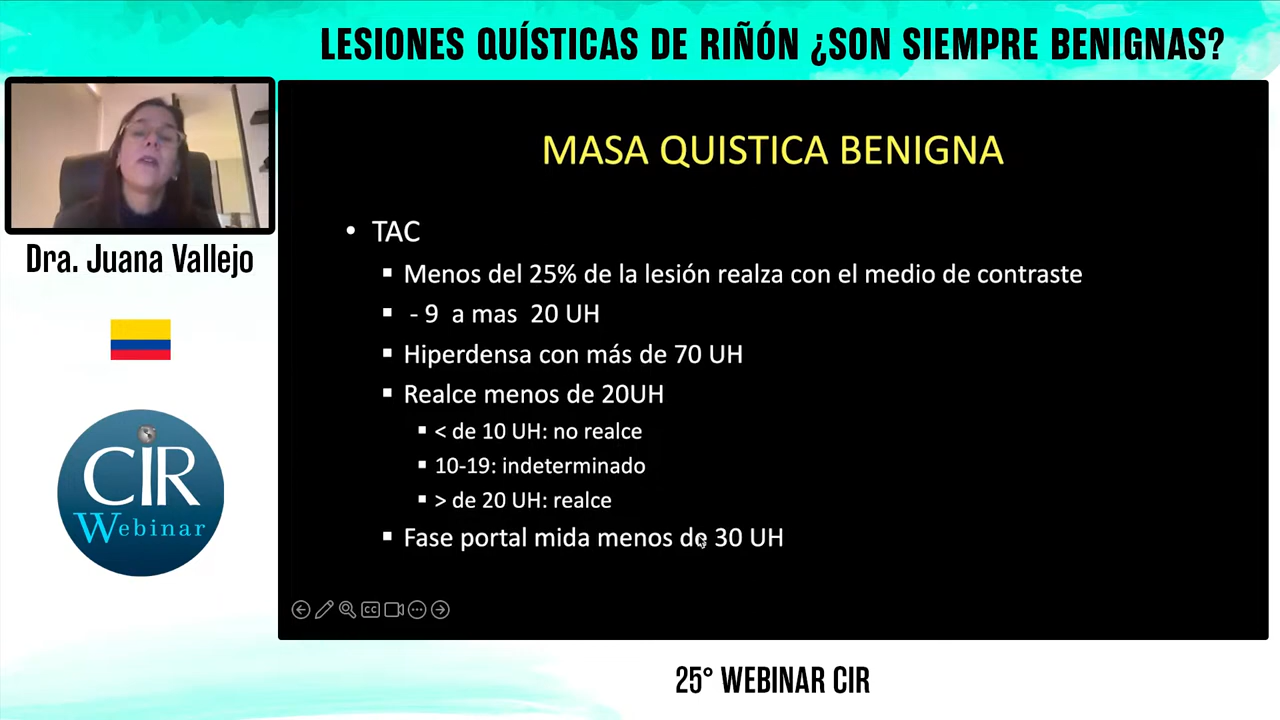 LESIONES QUÍSTICAS DE RIÑÓN ¿SON SIEMPRE BENIGNAS?
Dra. Juana Vallejo
CIR
Webinar
MASA QUISTICA BENIGNA
• TAC
▪ Menos del 25% de la lesión realza con el medio de contraste
▪ - 9 a mas 20 UH
▪ Hiperdensa con más de 70 UH
▪ Realce menos de 20UH
▪ < de 10 UH: no realce
▪ 10-19: indeterminado
▪ > de 20 UH: realce
▪ Fase portal mida menos de 30 UH
CC
25° WEBINAR CIR